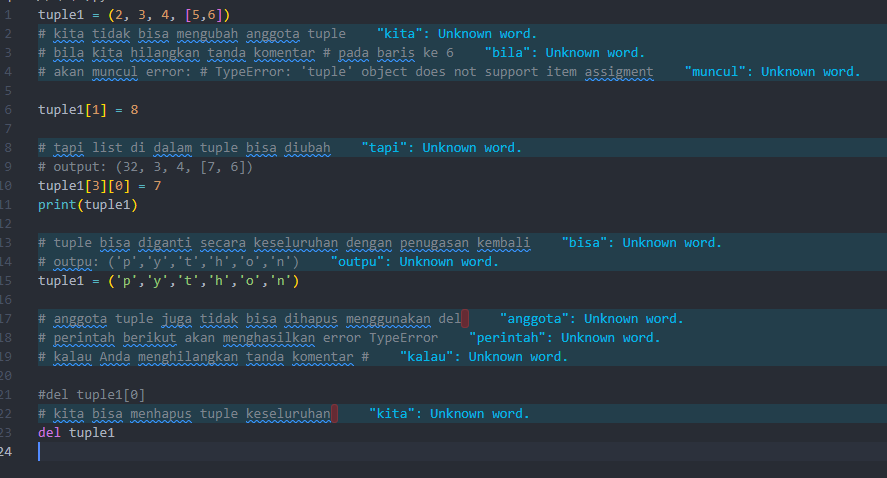 1 tuple1 = (2, 3, 4, [5,6])
2 # kita tidak bisa mengubah anggota tuple "kita": Unknown word.
3 # bila kita hilangkan tanda komentar # pada baris ke 6 "bila": Unknown word.
4 # akan muncul error: # TypeError: 'tuple' object does not support item assigment "muncul": Unknown word.
5
6 tuple1[1] = 8
7
8 # tapi list di dalam tuple bisa diubah "tapi": Unknown word.
9 # output: (32, 3, 4, [7, 6])
10 tuple1[3][0] = 7
11 print(tuple1)
12
13 # tuple bisa diganti secara keseluruhan dengan penugasan kembali "bisa": Unknown word.
14 # outpu: ('p','y','t','h','o','n') "outpu": Unknown word.
15 tuple1 = ('p','y','t','h','o','n')
16
17 # anggota tuple juga tidak bisa dihapus menggunakan del "anggota": Unknown word.
18 # perintah berikut akan menghasilkan error TypeError "perintah": Unknown word.
19 # kalau Anda menghilangkan tanda komentar # "kalau": Unknown word.
20
21 #del tuple1[0]
22 # kita bisa menhapus tuple keseluruhan "kita": Unknown word.
23 del tuple1
24